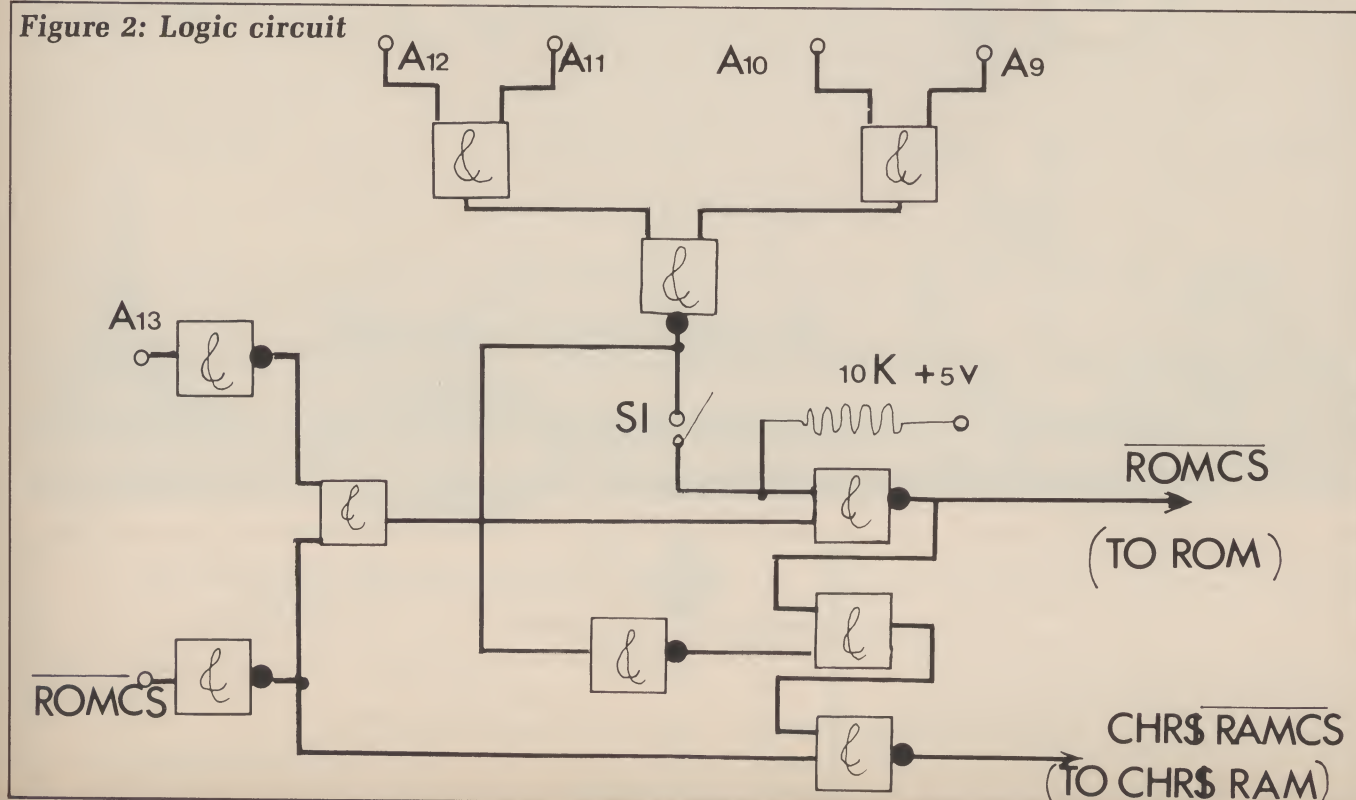 Figure 2: Logic circuit
A12
A11
A10
A9
&
&
&
A13
&
S1
10K +5v
&
&
ROMCS
(TO ROM)
&
&
ROMCS
&
&
CHR$ RAMCS
(TO CHR$ RAM)